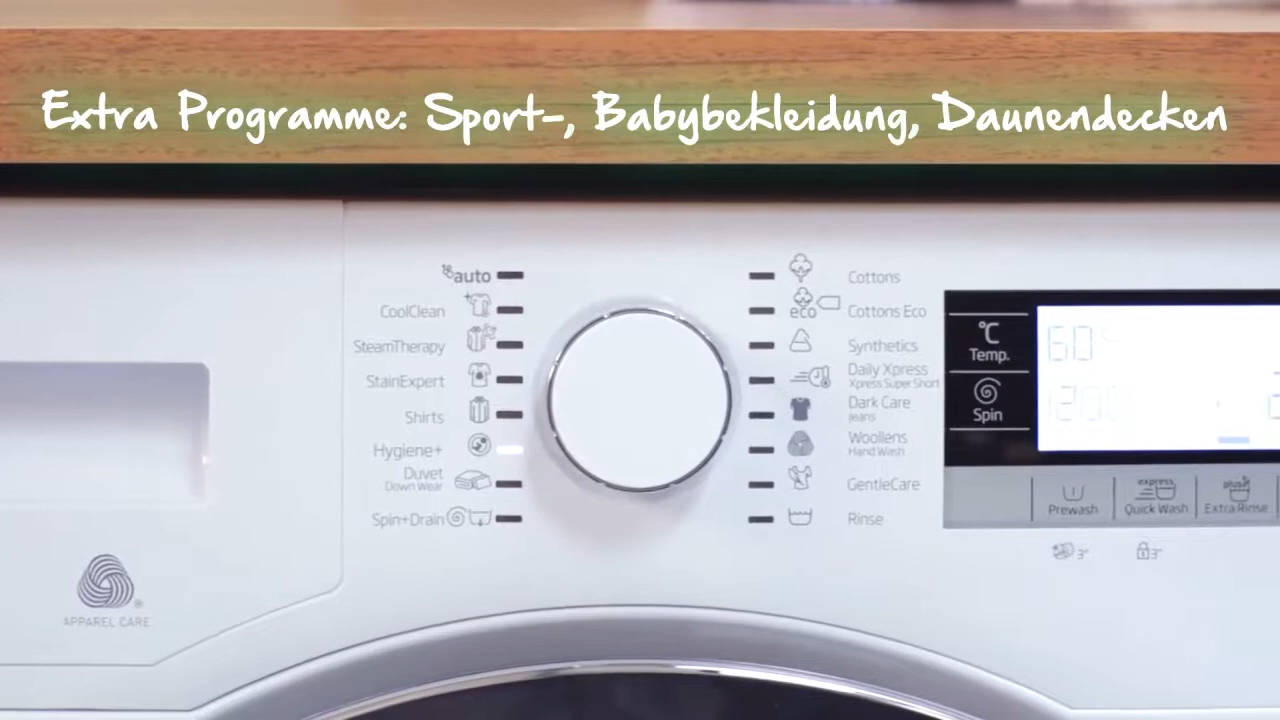 Extra Programme: Sport-, Babybekleidung, Daunendecken
auto
CoolClean
SteamTherapy
StainExpert
Shirts
Hygiene+
Duvet
Down Wear
Spin+Drain
Cottons
eco
Cottons Eco
Synthetics
Daily Xpress
Xpress Super Short
Dark Care
Jeans
Woollens
Hand Wash
GentleCare
Rinse
°C
Temp.
Spin
60°
Prewash
express
Quick Wash
plus+
Extra Rinse
3"
3"
APPAREL CARE